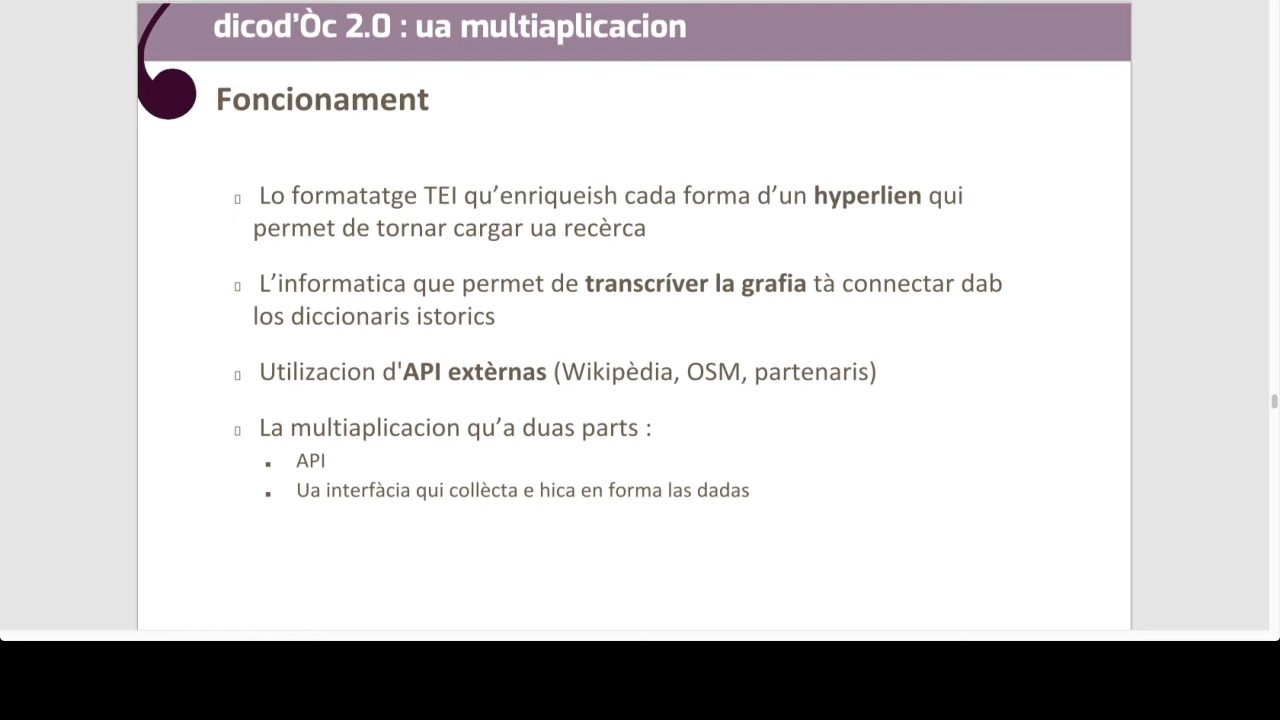 dicod’Òc 2.0 : ua multiaplicacion
Foncionament
Lo formatatge TEI qu’enriqueish cada forma d’un hyperlien qui
permet de tornar cargar ua recèrca
L’informatica que permet de transcríver la grafia tà connectar dab
los diccionaris istorics
Utilizacion d'API extèrnas (Wikipèdia, OSM, partenaris)
La multiaplicacion qu’a duas parts :
API
Ua interfàcia qui collècta e hica en forma las dadas